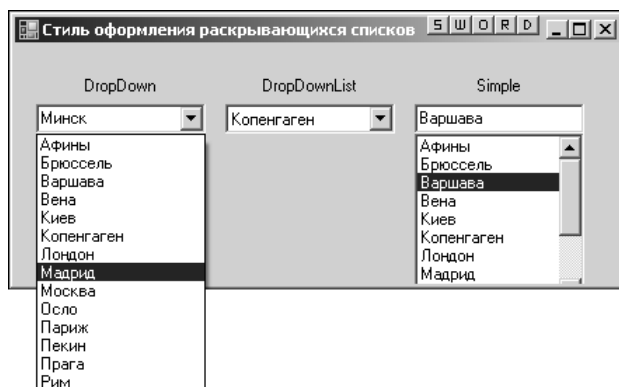 Стиль оформления раскрывающихся списков S W O R D
DropDown DropDownList Simple
Минск Копенгаген Варшава
Афины
Брюссель
Варшава
Вена
Киев
Копенгаген
Лондон
Мадрид
Москва
Осло
Париж
Пекин
Прага
Рим
Афины
Брюссель
Варшава
Вена
Киев
Копенгаген
Лондон
Мадрид